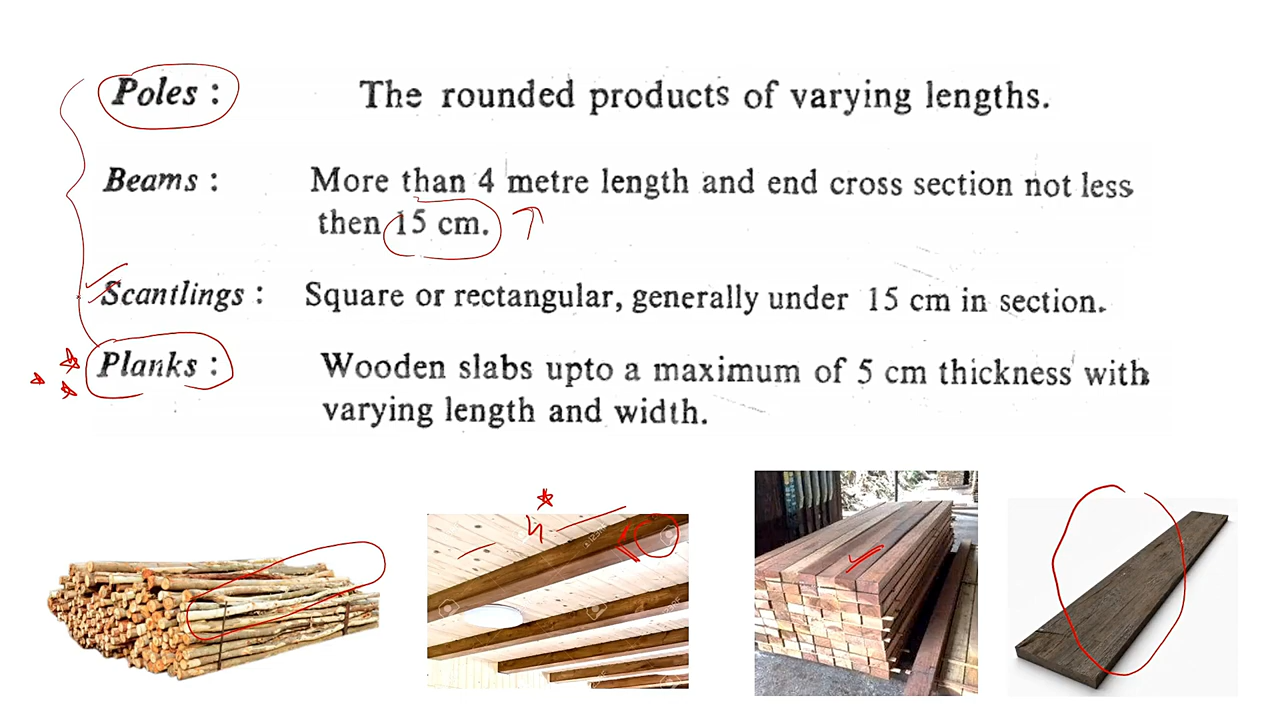 Poles : The rounded products of varying lengths.
Beams : More than 4 metre length and end cross section not less
then 15 cm.
Scantlings : Square or rectangular, generally under 15 cm in section.
Planks : Wooden slabs upto a maximum of 5 cm thickness with
varying length and width.
4